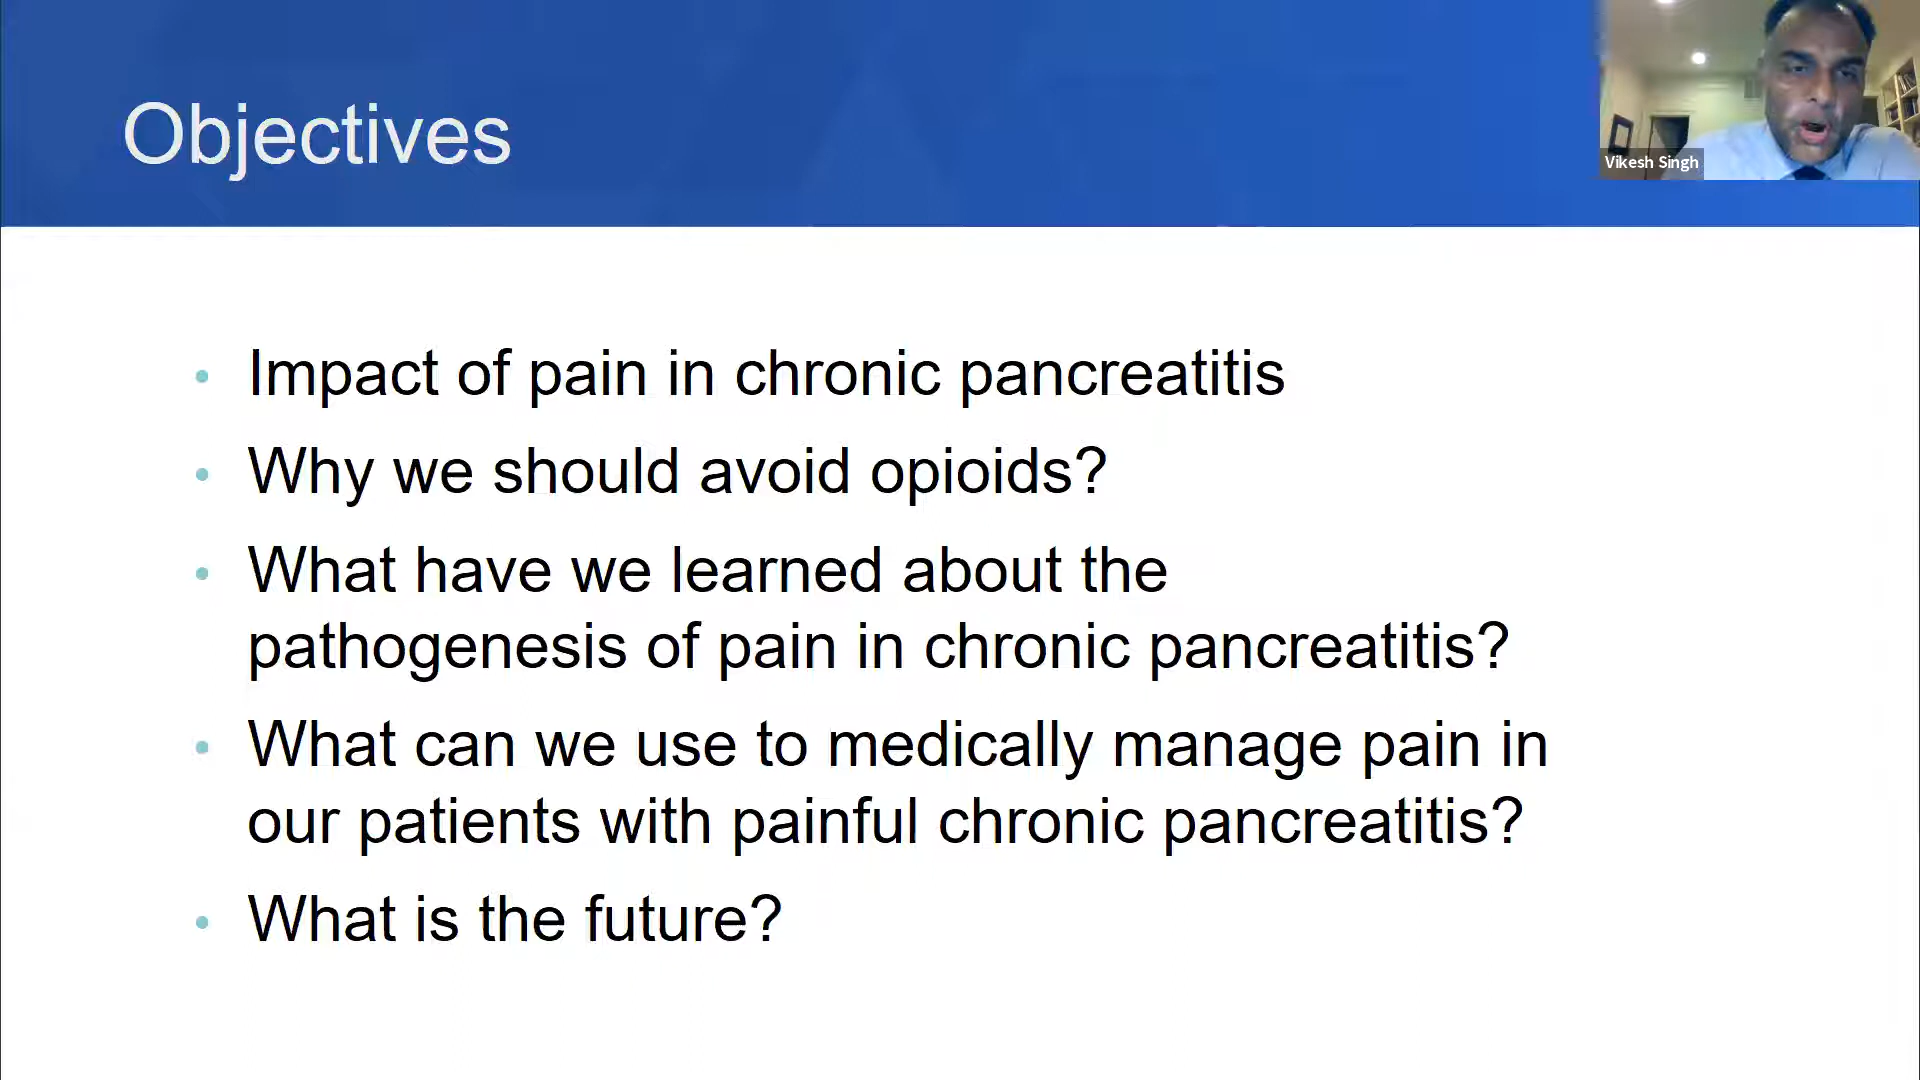 Objectives
Vikesh Singh
• Impact of pain in chronic pancreatitis
• Why we should avoid opioids?
• What have we learned about the
pathogenesis of pain in chronic pancreatitis?
• What can we use to medically manage pain in
our patients with painful chronic pancreatitis?
• What is the future?